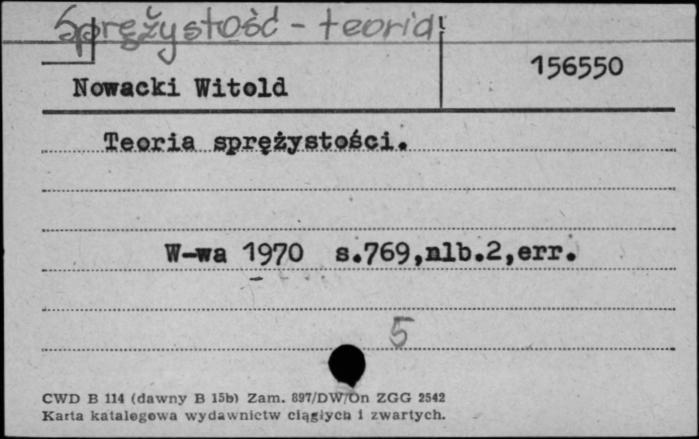 Sprężystość - teoria
156550
Nowacki Witold
Teoria sprężystości.
W-wa 1970 s.769,nlb.2,err.
5
CWD B 114 (dawny B 15b) Zam. 897/DW/On ZGG 2542
Karta katalogowa wydawnictw ciągłych i zwartych.